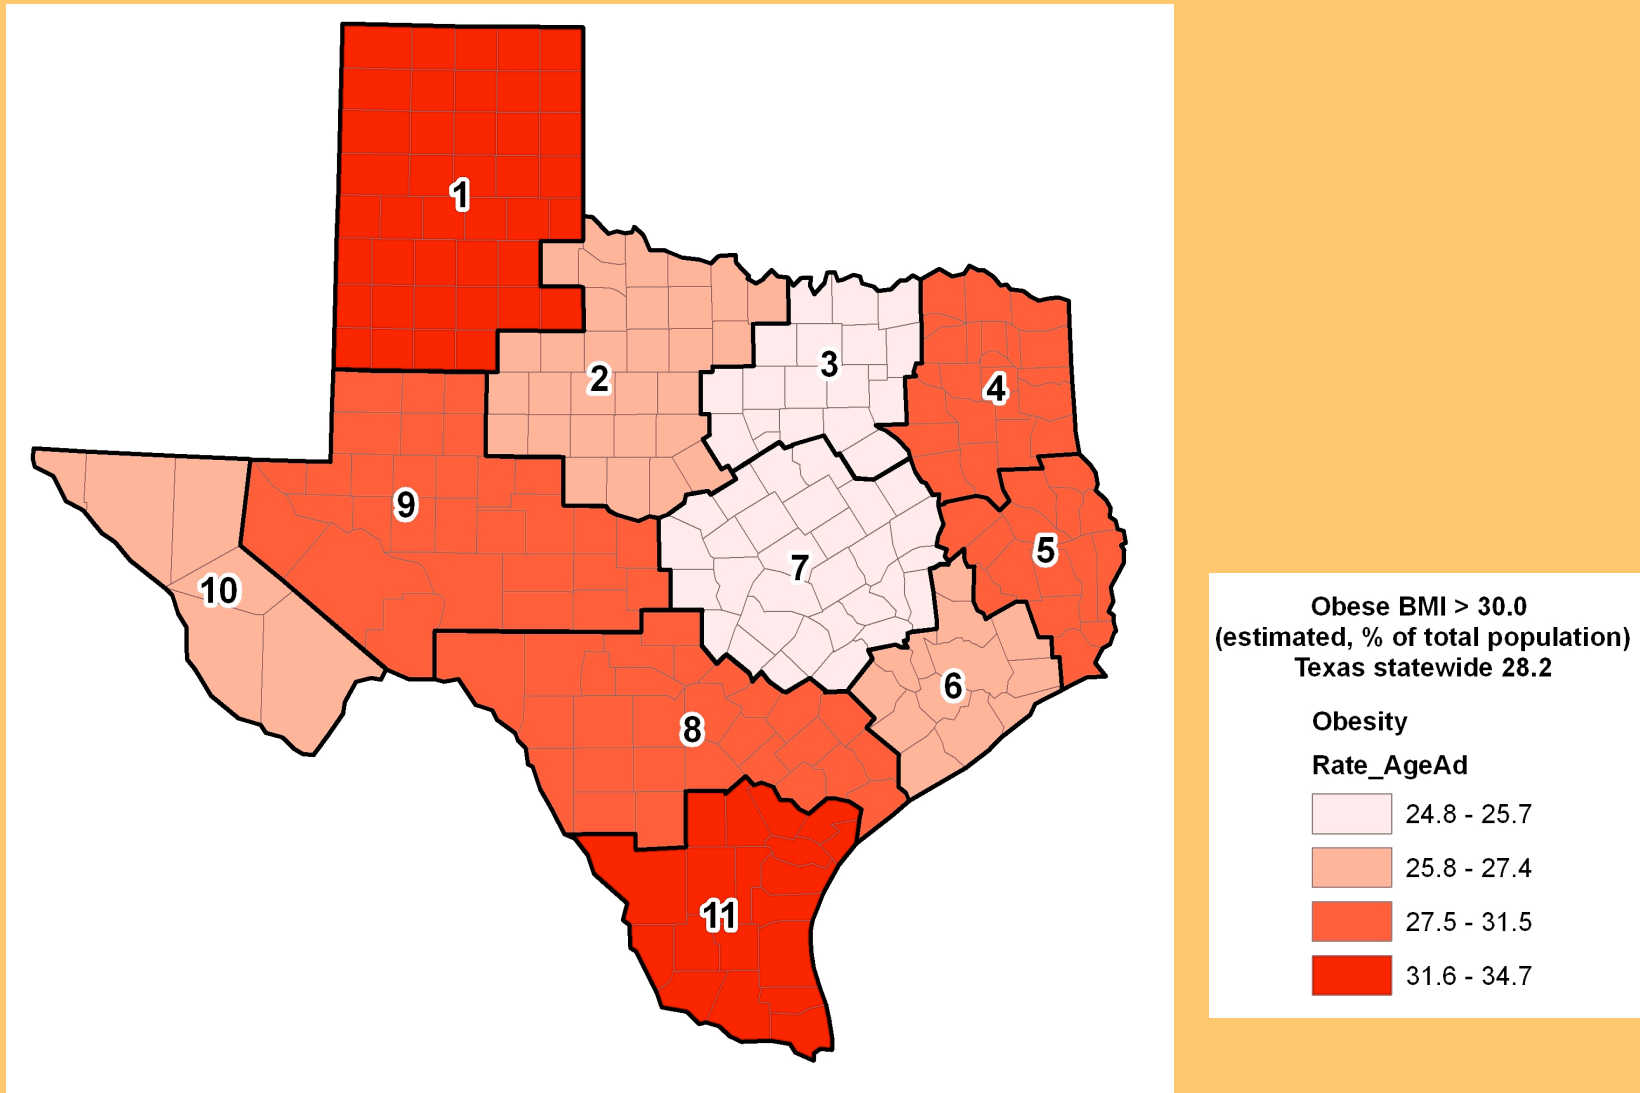 1
2
3
4
5
6
7
8
9
10
11
Obese BMI > 30.0
(estimated, % of total population)
Texas statewide 28.2
Obesity
Rate_AgeAd
24.8 - 25.7
25.8 - 27.4
27.5 - 31.5
31.6 - 34.7